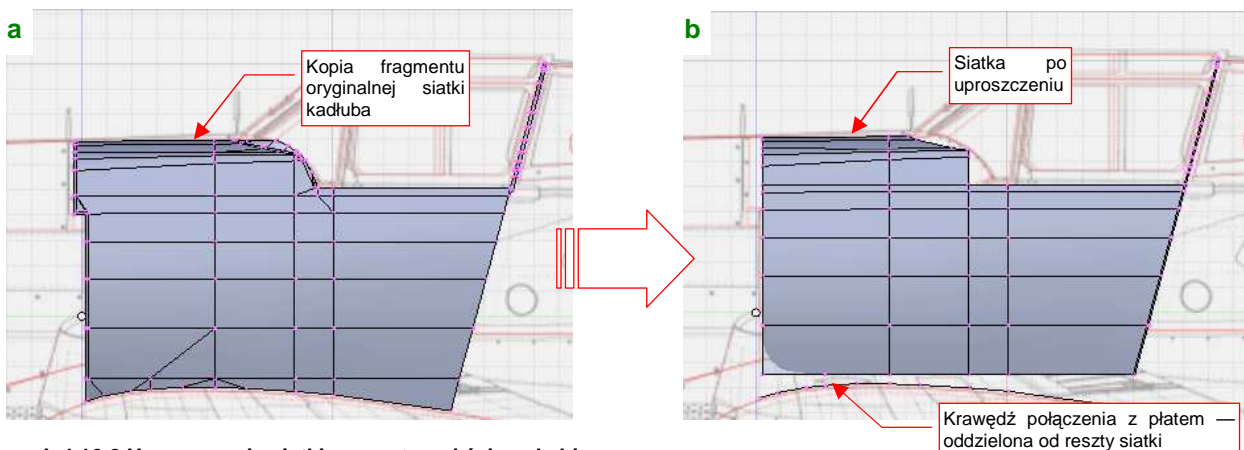 a
Kopia fragmentu
oryginalnej siatki
kadłuba
b
Siatka po
uproszczeniu
Krawędź połączenia z płatem —
oddzielona od reszty siatki